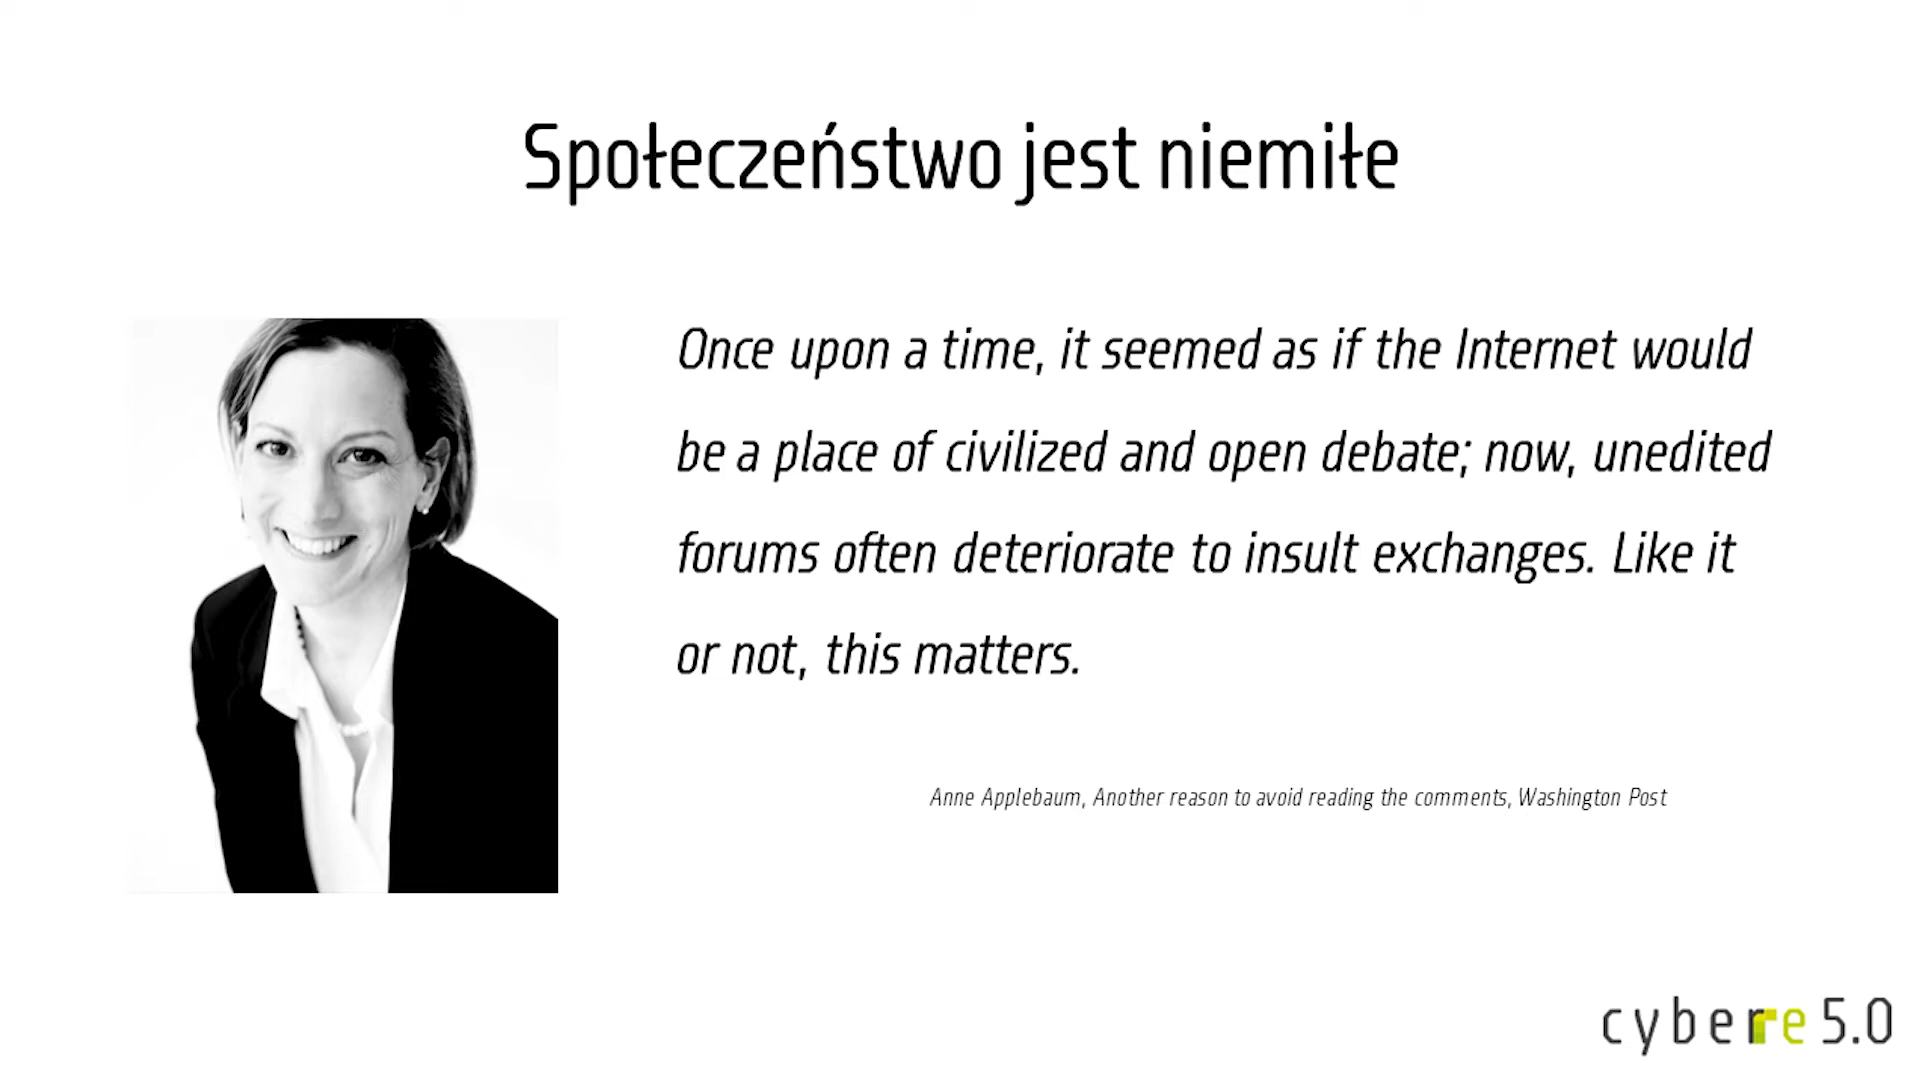 Społeczeństwo jest niemiłe
Once upon a time, it seemed as if the Internet would
be a place of civilized and open debate; now, unedited
forums often deteriorate to insult exchanges. Like it
or not, this matters.
Anne Applebaum, Another reason to avoid reading the comments, Washington Post
cyberre 5.0